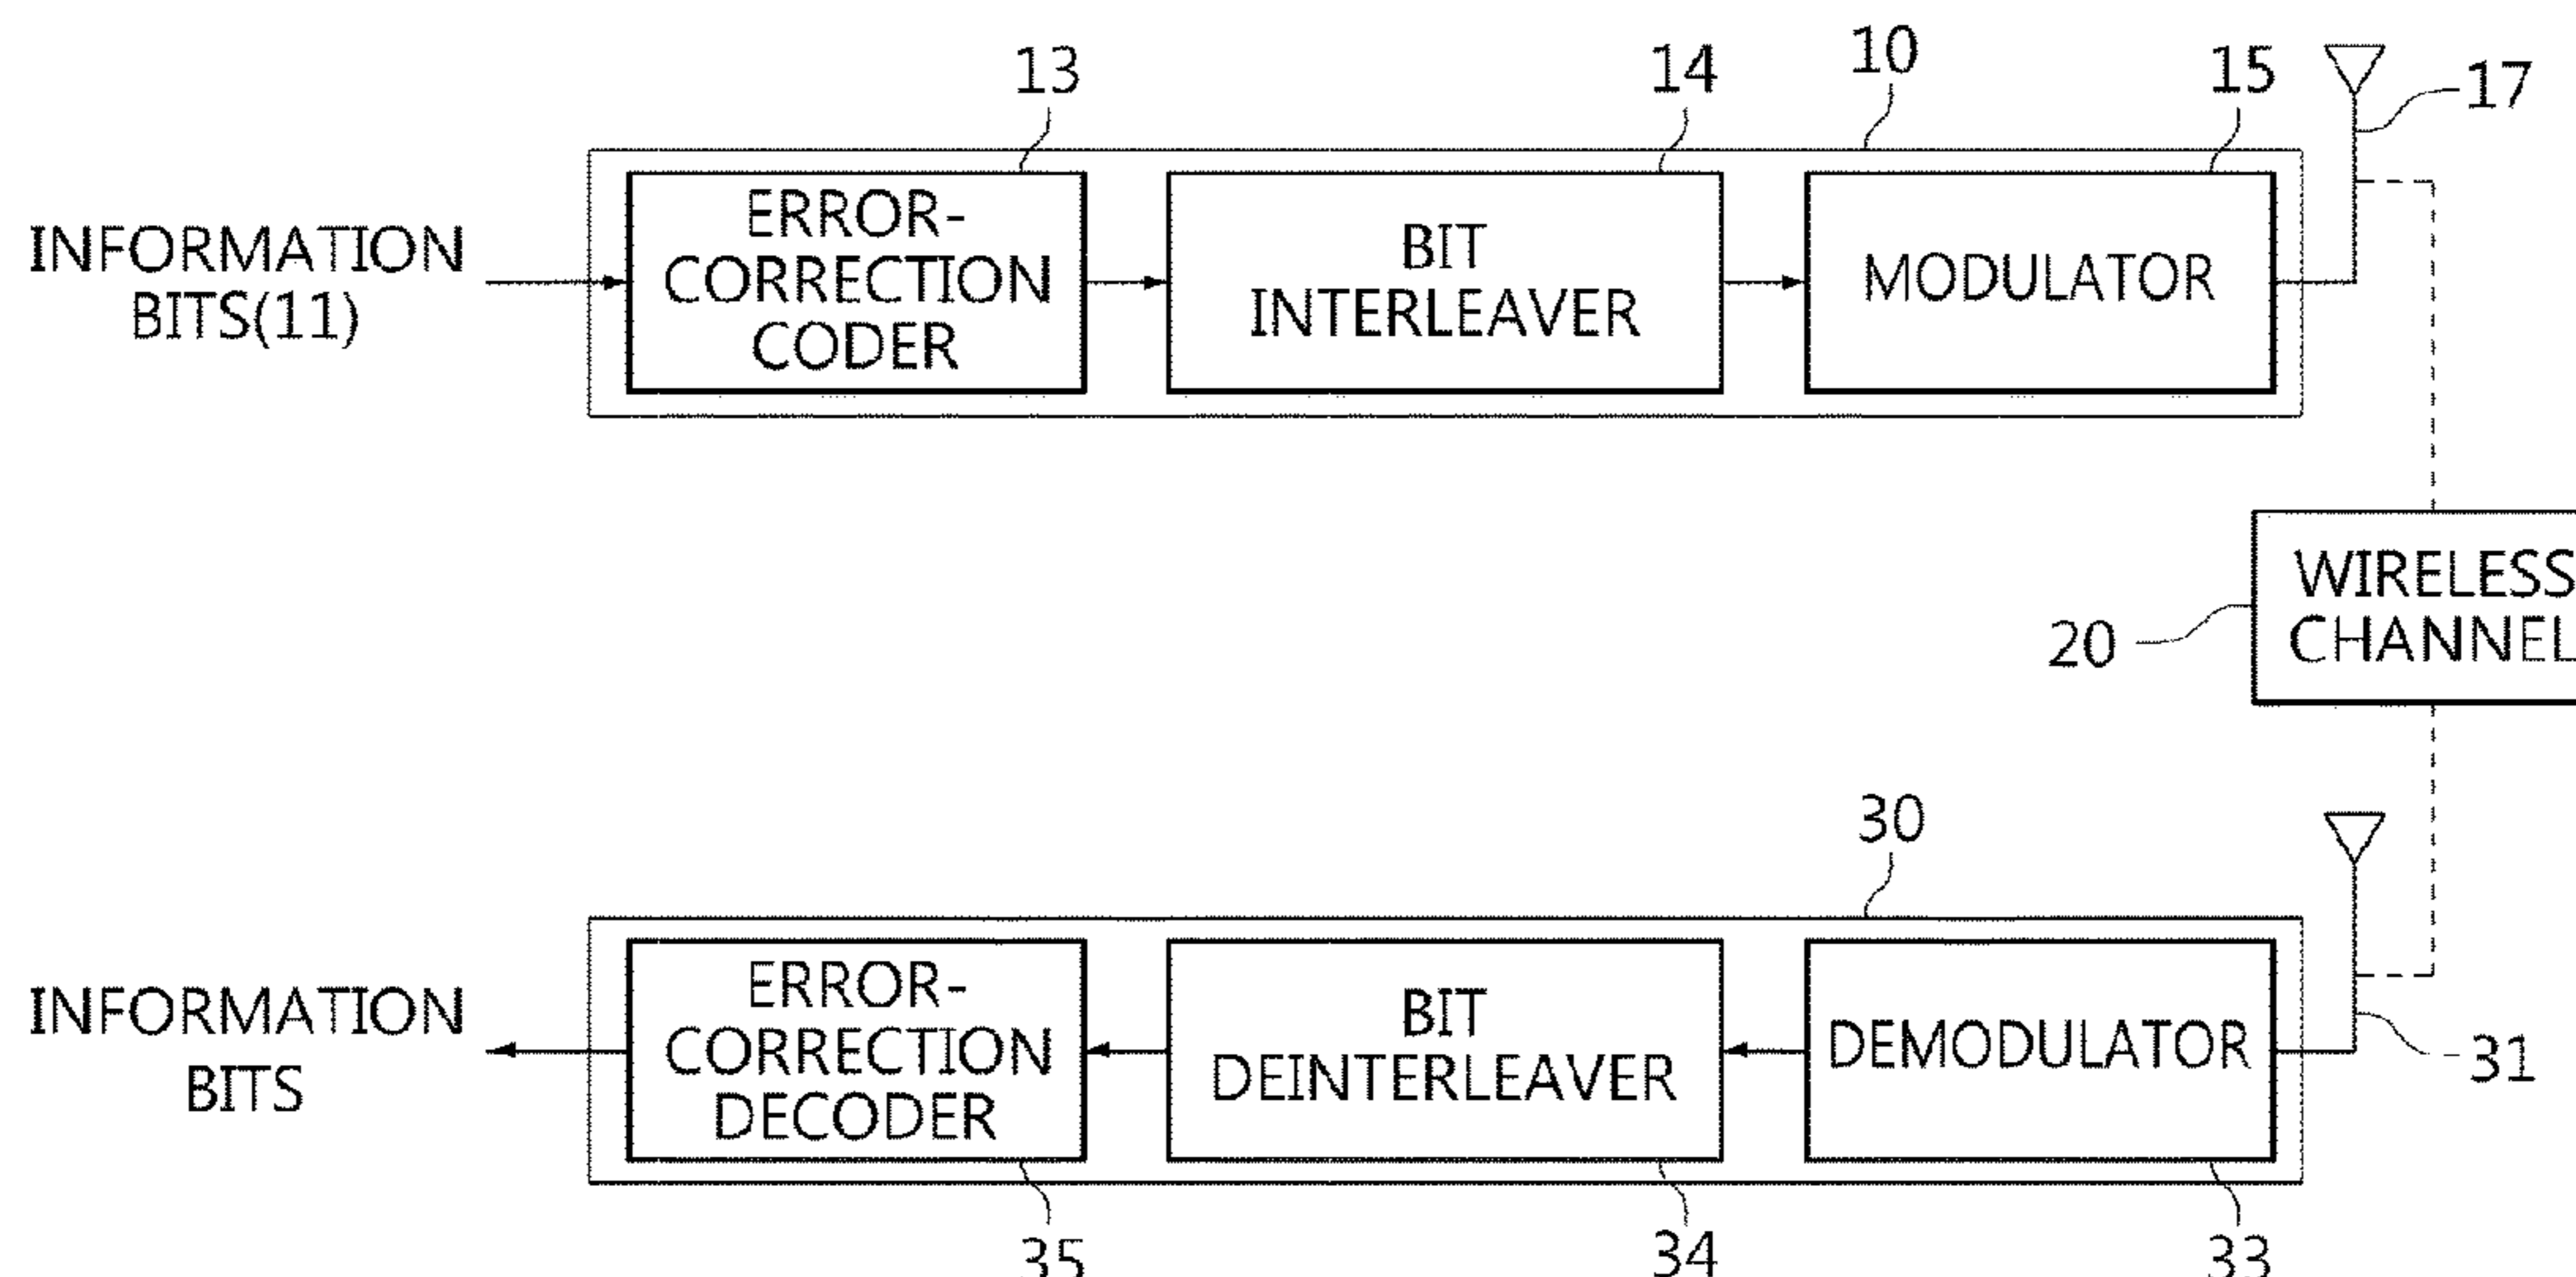 13
14
10
15
17
INFORMATION
BITS(11)
ERROR-
CORRECTION
CODER
BIT
INTERLEAVER
MODULATOR
WIRELESS
CHANNEL
20
30
INFORMATION
BITS
ERROR-
CORRECTION
DECODER
BIT
DEINTERLEAVER
DEMODULATOR
31
35
34
33